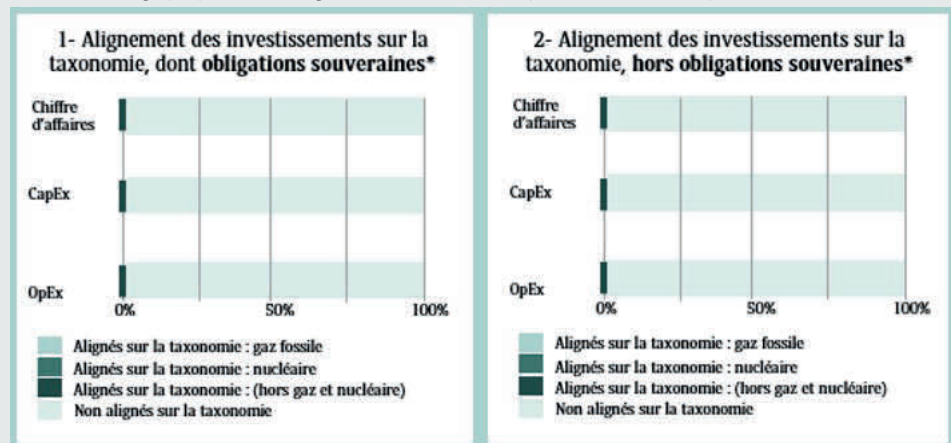 1- Alignement des investissements sur la
taxonomie, dont obligations souveraines*
Chiffre
d'affaires
CapEx
OpEx
0%
50%
100%
Alignés sur la taxonomie : gaz fossile
Alignés sur la taxonomie : nucléaire
Alignés sur la taxonomie : (hors gaz et nucléaire)
Non alignés sur la taxonomie
2- Alignement des investissements sur la
taxonomie, hors obligations souveraines*
Chiffre
d'affaires
CapEx
OpEx
0%
50%
100%
Alignés sur la taxonomie : gaz fossile
Alignés sur la taxonomie : nucléaire
Alignés sur la taxonomie : (hors gaz et nucléaire)
Non alignés sur la taxonomie